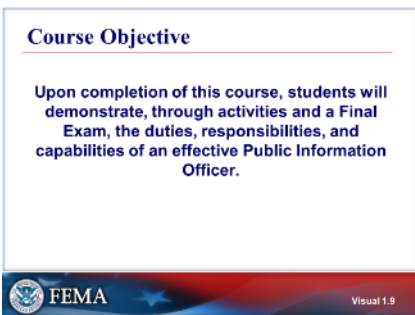 Course Objective
Upon completion of this course, students will
demonstrate, through activities and a Final
Exam, the duties, responsibilities, and
capabilities of an effective Public Information
Officer.
FEMA
Visual 1.9